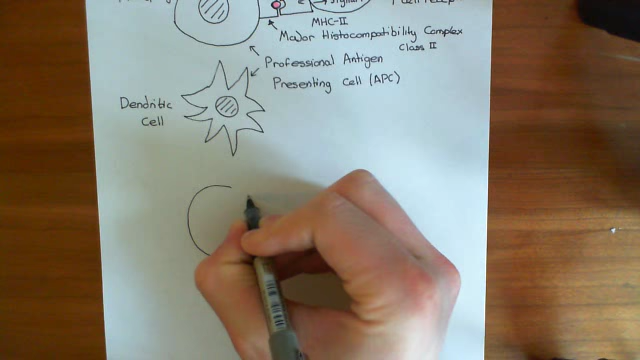 MHC-II
Major Histocompatibility Complex
Class II
Professional Antigen
Presenting Cell (APC)
Dendritic
Cell